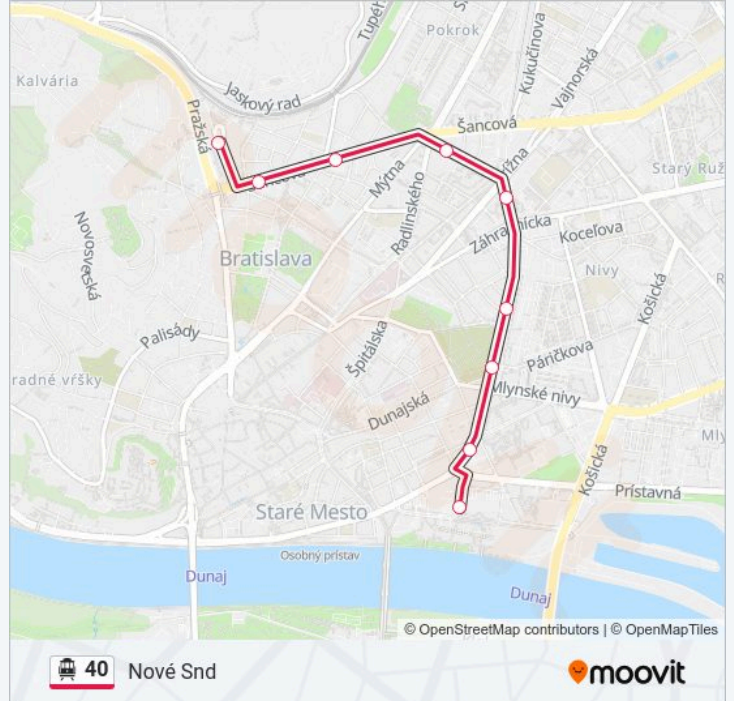 Tupéh
Pokrok
Kukučínova
Vajnorská
Kalvária
Jaskový rad
Pražská
Šancová
Mýtna
Radlinského
Starý Ruž
Záhradnícka
Koceľova
Novosvetská
Bratislava
Nivy
Košická
Palisády
Špitálska
Páričkova
radné vŕšky
Dunajská
Mlynské nivy
Mly
Košická
Prístavná
Staré Mesto
Osobný prístav
Dunaj
Dunaj
© OpenStreetMap contributors | © OpenMapTiles
40 Nové Snd
moovit